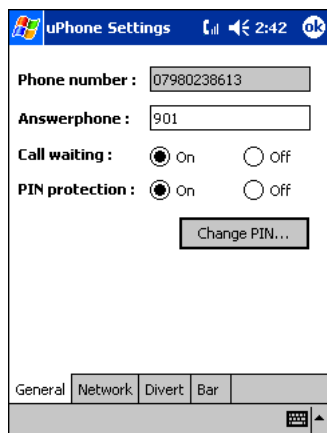 uPhone Settings 2:42 ok
Phone number : 07980238613
Answerphone : 901
Call waiting : On Off
PIN protection : On Off
Change PIN...
General Network Divert Bar